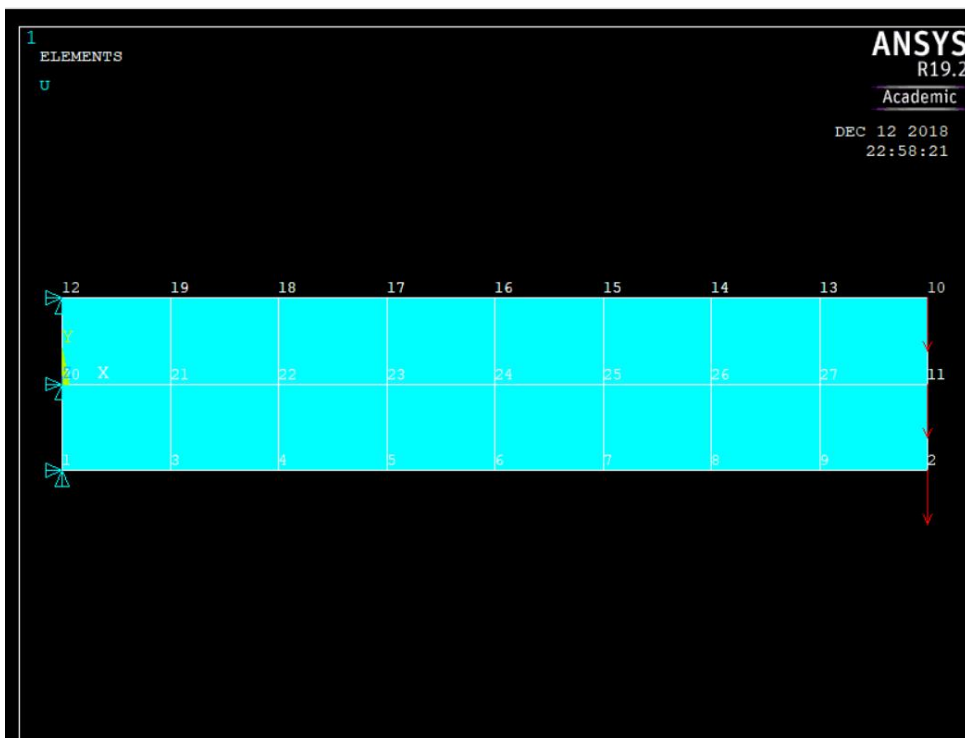 1
ELEMENTS
U
ANSYS
R19.2
Academic
DEC 12 2018
22:58:21
12 19 18 17 16 15 14 13 10
Y
20 X 21 22 23 24 25 26 27 11
1 3 4 5 6 7 8 9 2